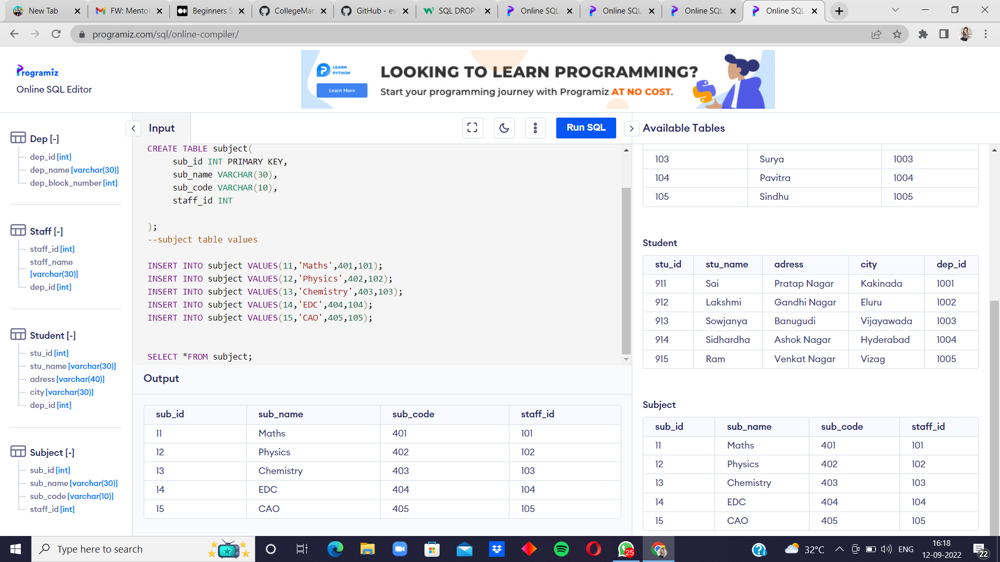 New Tab
FW: Mentor
Beginners S
CollegeMan
GitHub - ev
SQL DROP T
Online SQL
Online SQL
Online SQL
Online SQL
programiz.com/sql/online-compiler/
Programiz
Online SQL Editor
LEARN PYTHON
Learn More
LOOKING TO LEARN PROGRAMMING?
Start your programming journey with Programiz AT NO COST.
Dep [-]
dep_id [int]
dep_name [varchar(30)]
dep_block_number [int]
Staff [-]
staff_id [int]
staff_name
[varchar(30)]
dep_id [int]
Student [-]
stu_id [int]
stu_name [varchar(30)]
adress [varchar(40)]
city [varchar(30)]
dep_id [int]
Subject [-]
sub_id [int]
sub_name [varchar(30)]
sub_code [varchar(10)]
staff_id [int]
Input
Run SQL
CREATE TABLE subject(
sub_id INT PRIMARY KEY,
sub_name VARCHAR(30),
sub_code VARCHAR(10),
staff_id INT
);
--subject table values
INSERT INTO subject VALUES(11,'Maths',401,101);
INSERT INTO subject VALUES(12,'Physics',402,102);
INSERT INTO subject VALUES(13,'Chemistry',403,103);
INSERT INTO subject VALUES(14,'EDC',404,104);
INSERT INTO subject VALUES(15,'CAO',405,105);
SELECT *FROM subject;
Output
sub_id sub_name sub_code staff_id
11 Maths 401 101
12 Physics 402 102
13 Chemistry 403 103
14 EDC 404 104
15 CAO 405 105
Available Tables
103 Surya 1003
104 Pavitra 1004
105 Sindhu 1005
Student
stu_id stu_name adress city dep_id
911 Sai Pratap Nagar Kakinada 1001
912 Lakshmi Gandhi Nagar Eluru 1002
913 Sowjanya Banugudi Vijayawada 1003
914 Sidhardha Ashok Nagar Hyderabad 1004
915 Ram Venkat Nagar Vizag 1005
Subject
sub_id sub_name sub_code staff_id
11 Maths 401 101
12 Physics 402 102
13 Chemistry 403 103
14 EDC 404 104
15 CAO 405 105
Type here to search
25
32°C
ENG
16:18
12-09-2022
22